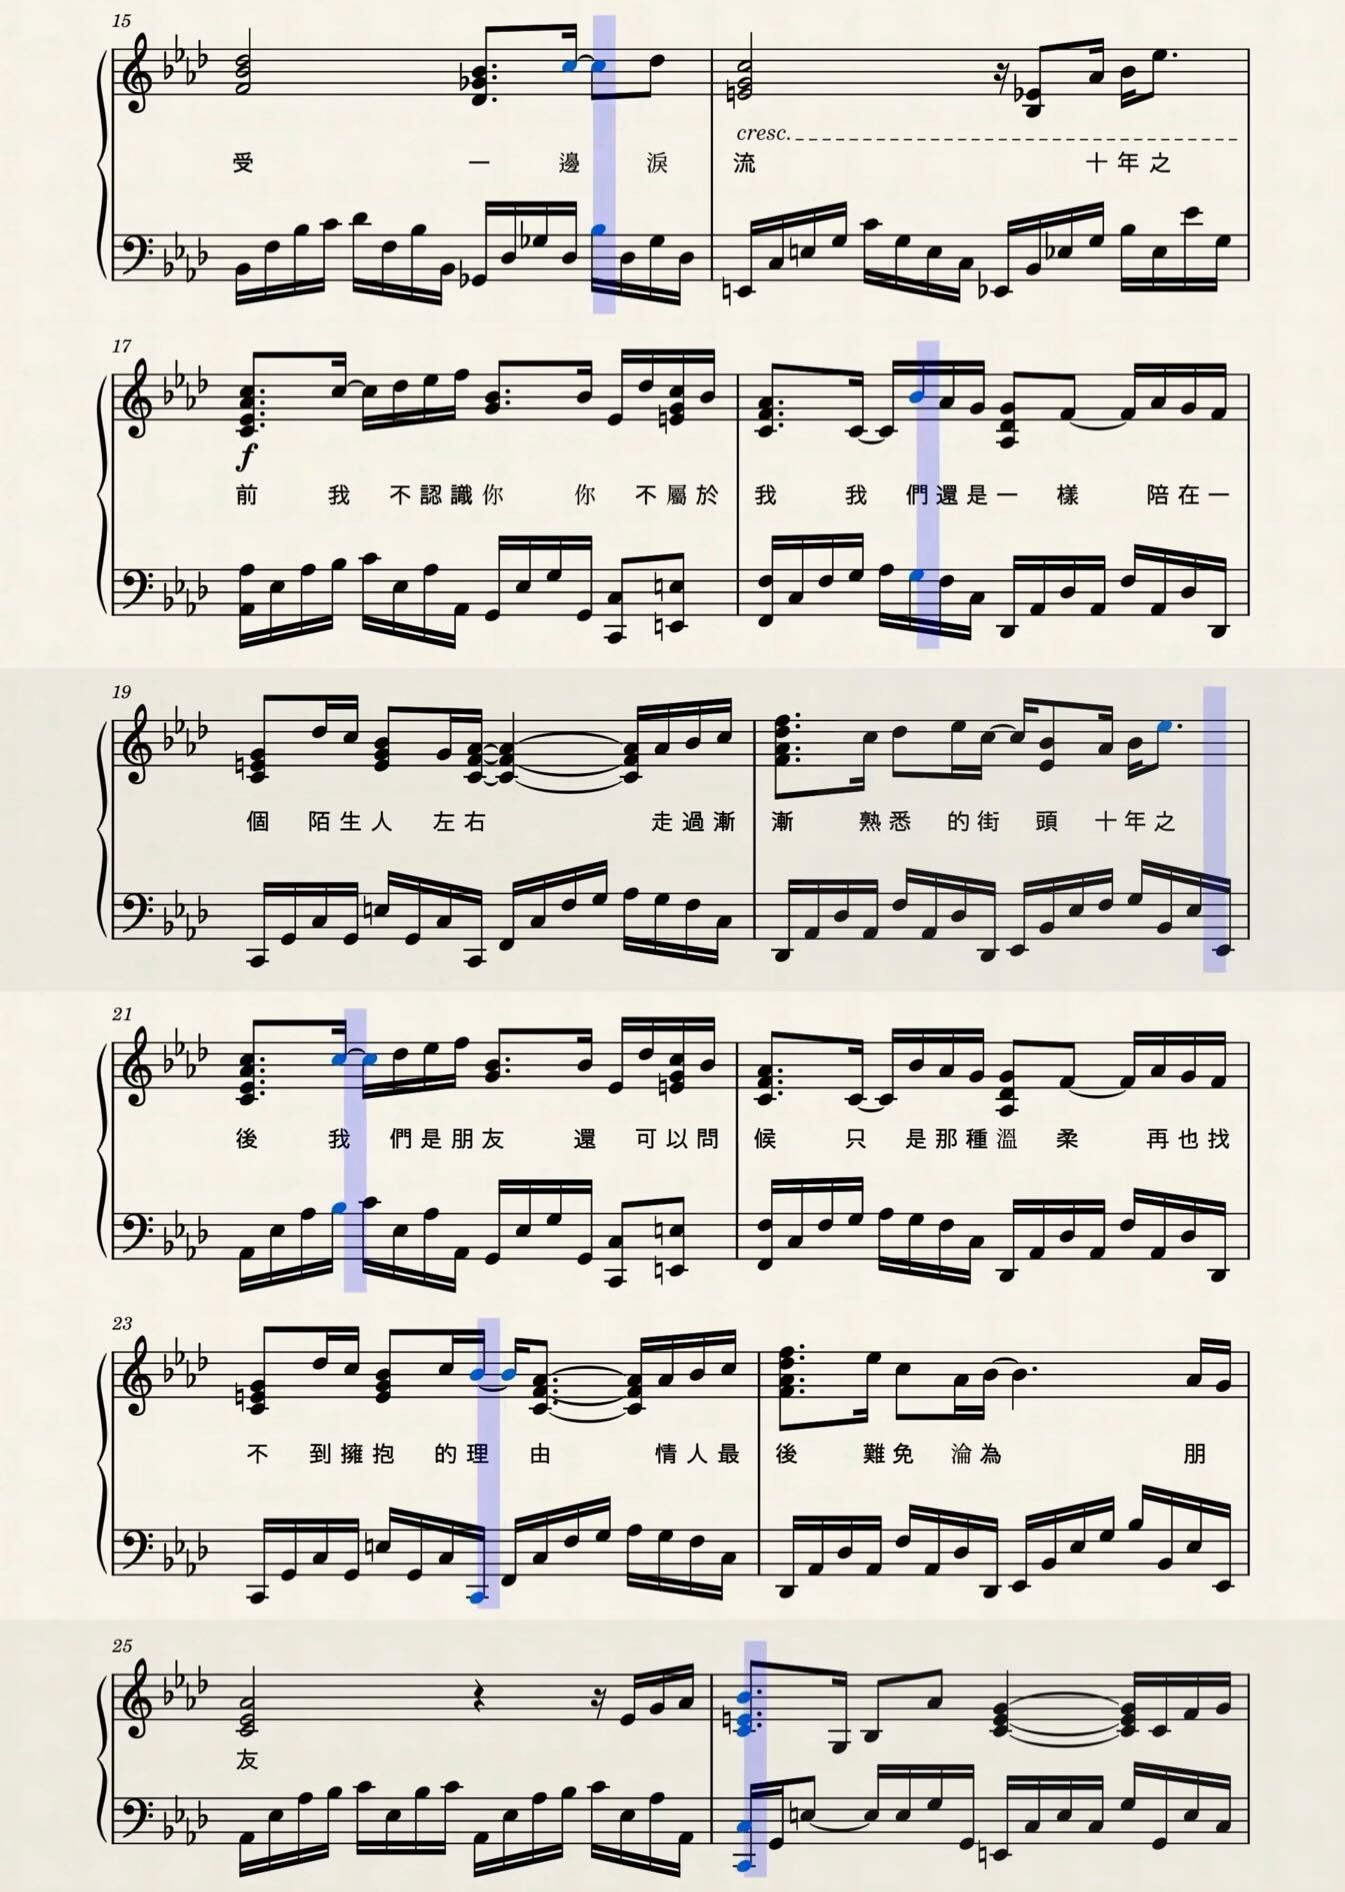 15
cresc.
受 一 邊 淚 流 十 年 之
17
f
前 我 不 認 識 你 你 不 屬 於 我 我 們 還 是 一 樣 陪 在 一
19
個 陌 生 人 左 右 走 過 漸 漸 熟 悉 的 街 頭 十 年 之
21
後 我 們 是 朋 友 還 可 以 問 候 只 是 那 種 溫 柔 再 也 找
23
不 到 擁 抱 的 理 由 情 人 最 後 難 免 淪 為 朋
25
友